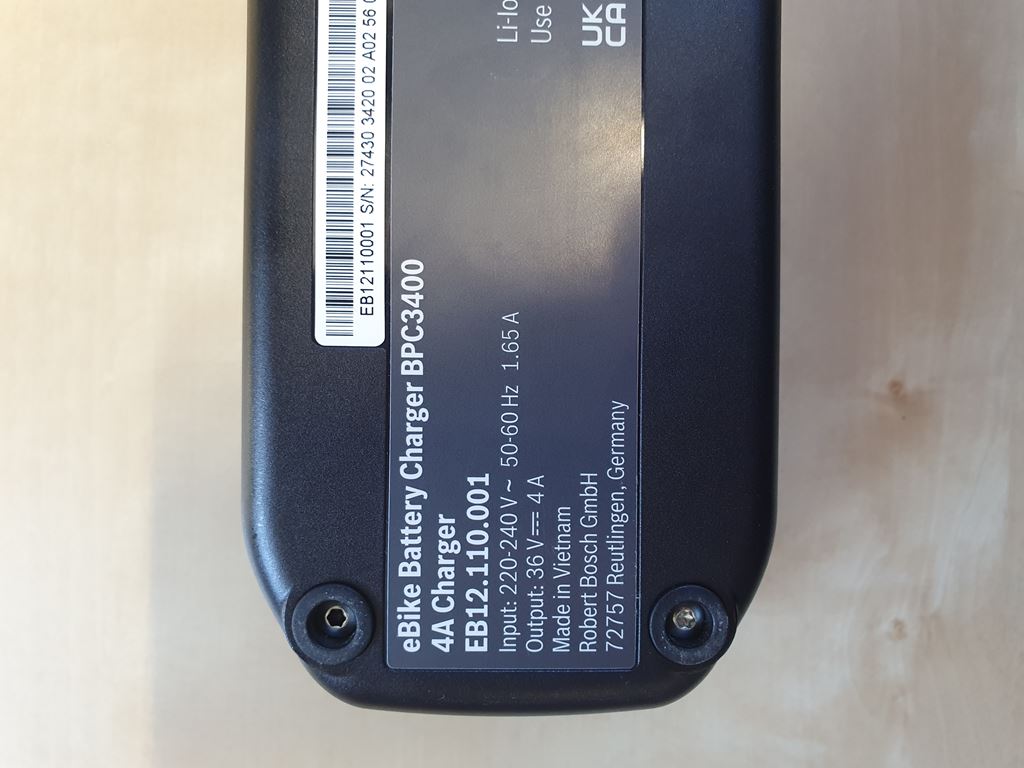 EB12110001 S/N: 27430 3420 02 A02 56
eBike Battery Charger BPC3400
4A Charger
EB12.110.001
Input: 220-240 V ~ 50-60 Hz 1.65 A
Output: 36 V ⎓ 4 A
Made in Vietnam
Robert Bosch GmbH
72757 Reutlingen, Germany
Use
UK
CA